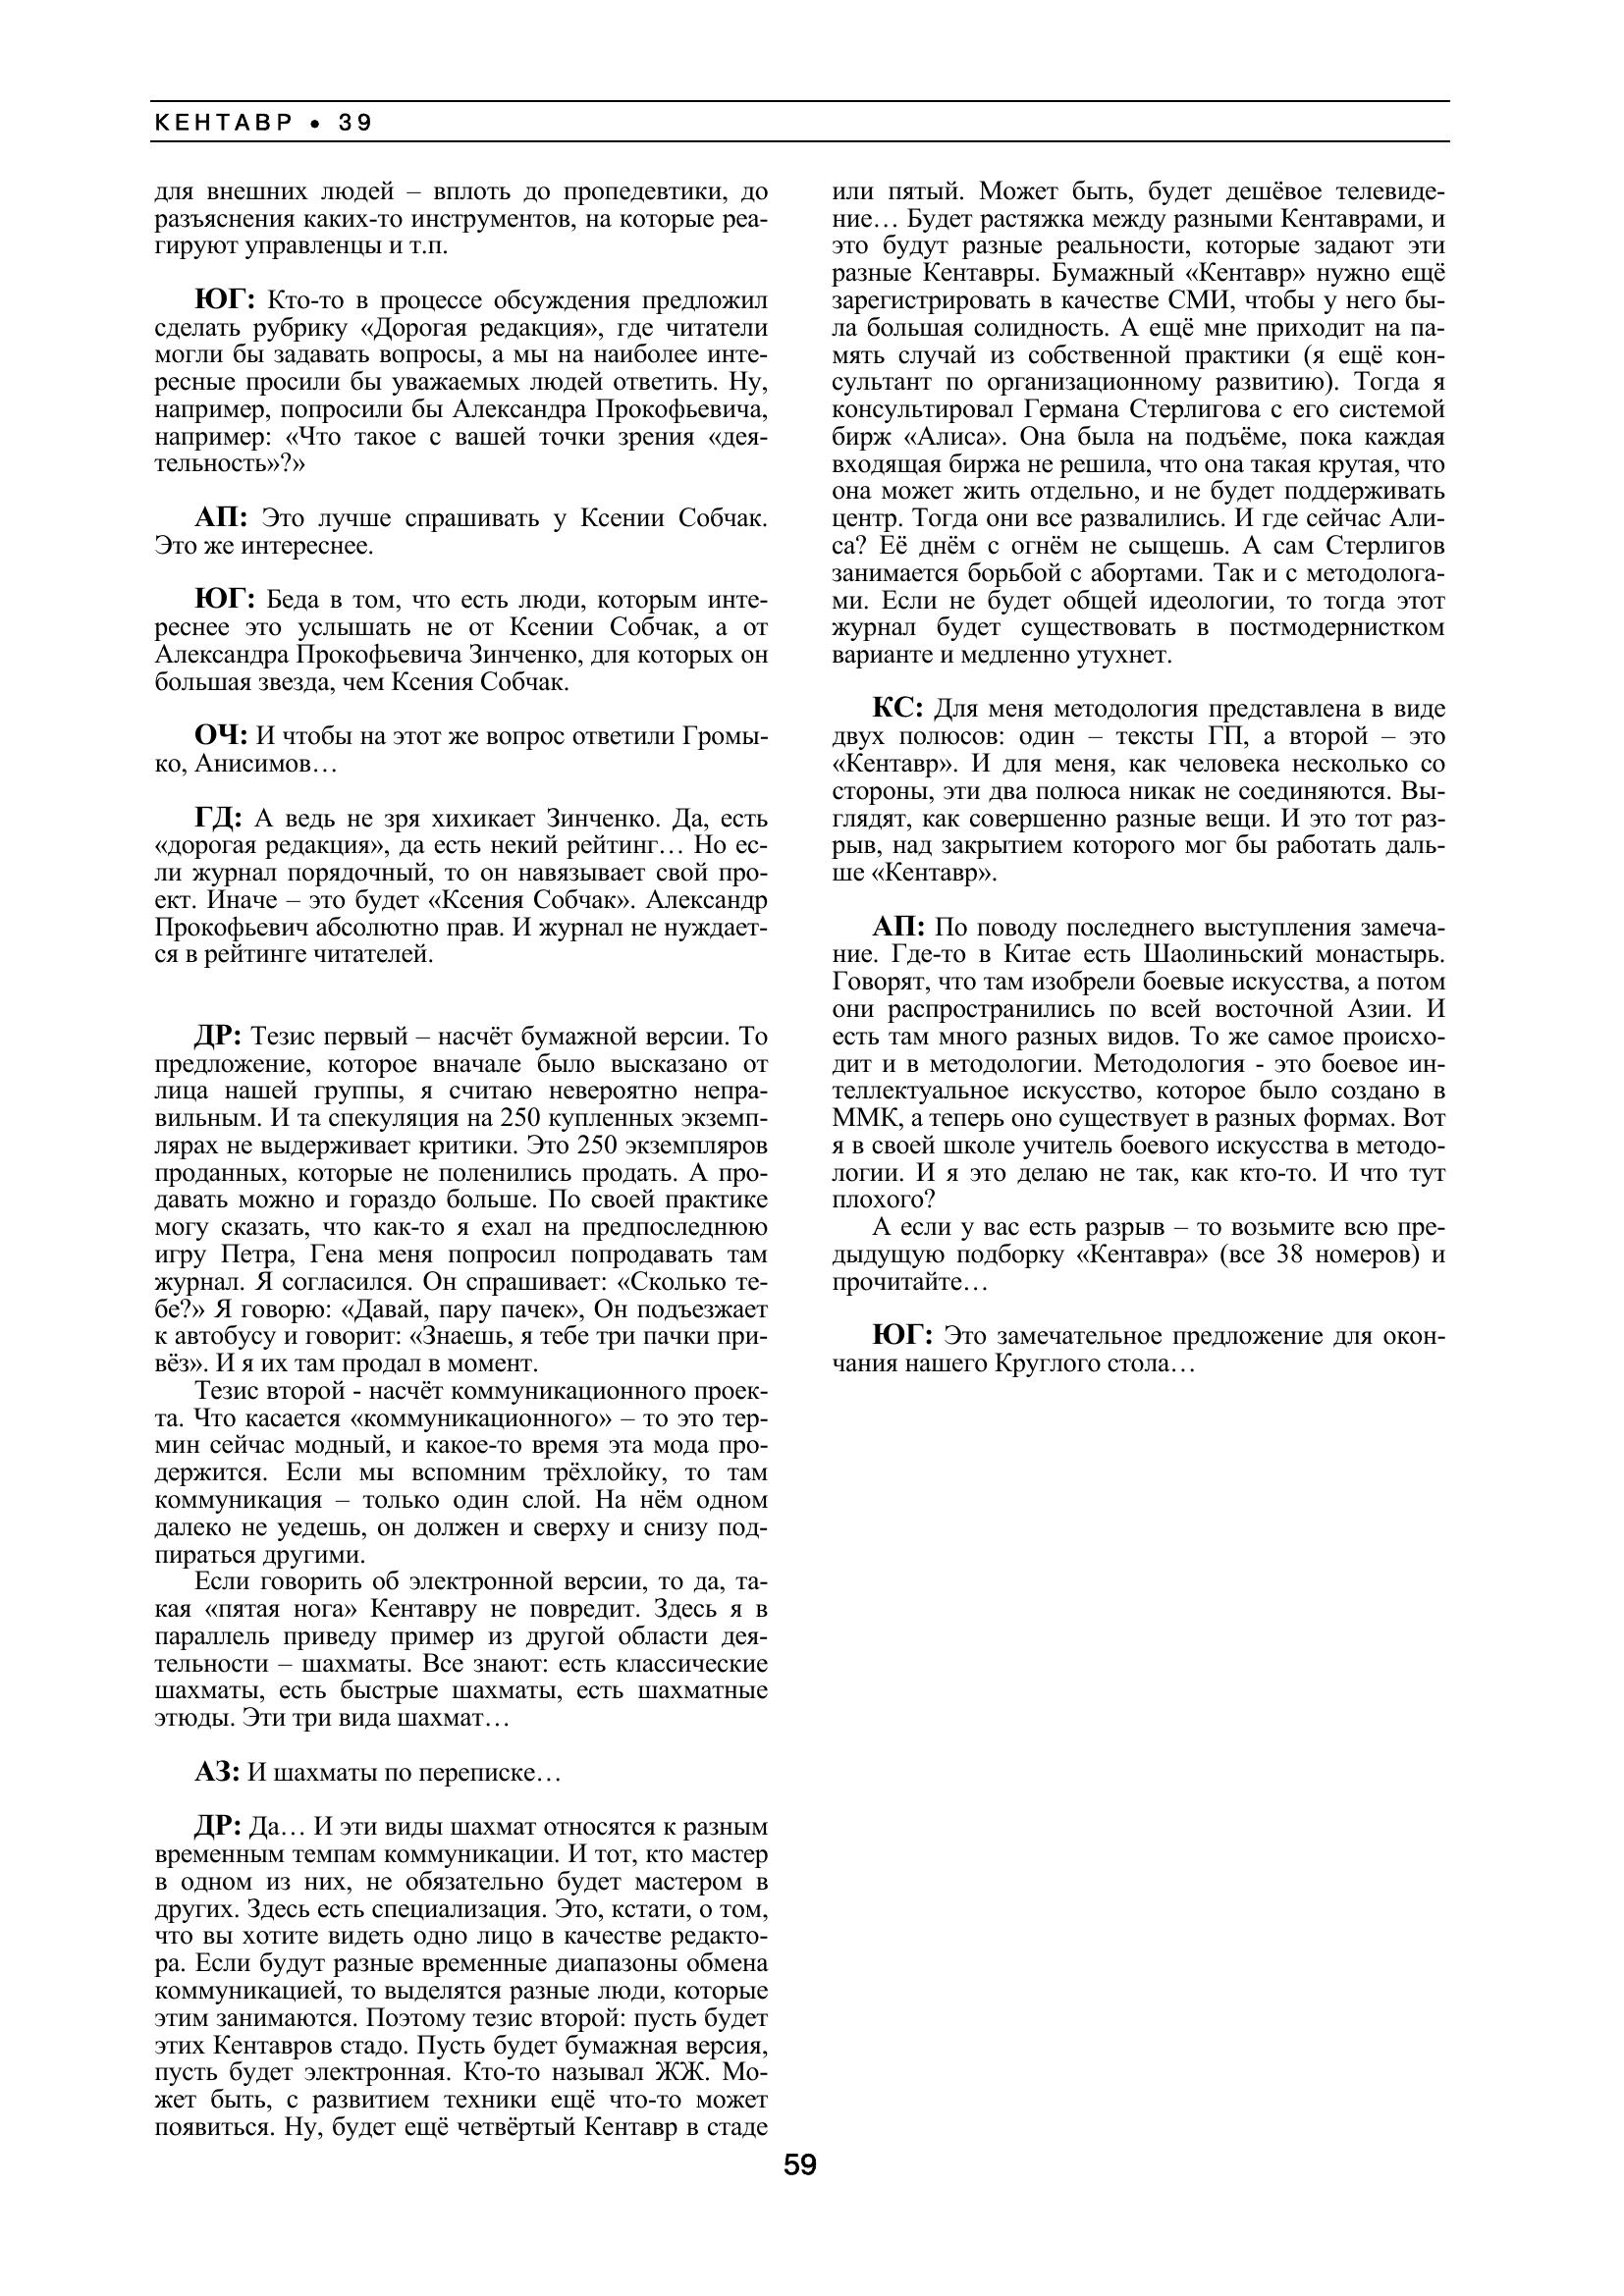 КЕНТАВР • 39
для внешних людей – вплоть до пропедевтики, до
разъяснения каких-то инструментов, на которые реа-
гируют управленцы и т.п.
ЮГ: Кто-то в процессе обсуждения предложил
сделать рубрику «Дорогая редакция», где читатели
могли бы задавать вопросы, а мы на наиболее инте-
ресные просили бы уважаемых людей ответить. Ну,
например, попросили бы Александра Прокофьевича,
например: «Что такое с вашей точки зрения «дея-
тельность»?»
АП: Это лучше спрашивать у Ксении Собчак.
Это же интереснее.
ЮГ: Беда в том, что есть люди, которым инте-
реснее это услышать не от Ксении Собчак, а от
Александра Прокофьевича Зинченко, для которых он
большая звезда, чем Ксения Собчак.
ОЧ: И чтобы на этот же вопрос ответили Громы-
ко, Анисимов…
ГД: А ведь не зря хихикает Зинченко. Да, есть
«дорогая редакция», да есть некий рейтинг… Но ес-
ли журнал порядочный, то он навязывает свой про-
ект. Иначе – это будет «Ксения Собчак». Александр
Прокофьевич абсолютно прав. И журнал не нуждает-
ся в рейтинге читателей.
ДР: Тезис первый – насчёт бумажной версии. То
предложение, которое вначале было высказано от
лица нашей группы, я считаю невероятно непра-
вильным. И та спекуляция на 250 купленных экземп-
лярах не выдерживает критики. Это 250 экземпляров
проданных, которые не поленились продать. А про-
давать можно и гораздо больше. По своей практике
могу сказать, что как-то я ехал на предпоследнюю
игру Петра, Гена меня попросил попродавать там
журнал. Я согласился. Он спрашивает: «Сколько те-
бе?» Я говорю: «Давай, пару пачек», Он подъезжает
к автобусу и говорит: «Знаешь, я тебе три пачки при-
вёз». И я их там продал в момент.
Тезис второй - насчёт коммуникационного проек-
та. Что касается «коммуникационного» – то это тер-
мин сейчас модный, и какое-то время эта мода про-
держится. Если мы вспомним трёхлойку, то там
коммуникация – только один слой. На нём одном
далеко не уедешь, он должен и сверху и снизу под-
пираться другими.
Если говорить об электронной версии, то да, та-
кая «пятая нога» Кентавру не повредит. Здесь я в
параллель приведу пример из другой области дея-
тельности – шахматы. Все знают: есть классические
шахматы, есть быстрые шахматы, есть шахматные
этюды. Эти три вида шахмат…
АЗ: И шахматы по переписке…
ДР: Да… И эти виды шахмат относятся к разным
временным темпам коммуникации. И тот, кто мастер
в одном из них, не обязательно будет мастером в
других. Здесь есть специализация. Это, кстати, о том,
что вы хотите видеть одно лицо в качестве редакто-
ра. Если будут разные временные диапазоны обмена
коммуникацией, то выделятся разные люди, которые
этим занимаются. Поэтому тезис второй: пусть будет
этих Кентавров стадо. Пусть будет бумажная версия,
пусть будет электронная. Кто-то называл ЖЖ. Мо-
жет быть, с развитием техники ещё что-то может
появиться. Ну, будет ещё четвёртый Кентавр в стаде
или пятый. Может быть, будет дешёвое телевиде-
ние… Будет растяжка между разными Кентаврами, и
это будут разные реальности, которые задают эти
разные Кентавры. Бумажный «Кентавр» нужно ещё
зарегистрировать в качестве СМИ, чтобы у него бы-
ла большая солидность. А ещё мне приходит на па-
мять случай из собственной практики (я ещё кон-
сультант по организационному развитию). Тогда я
консультировал Германа Стерлигова с его системой
бирж «Алиса». Она была на подъёме, пока каждая
входящая биржа не решила, что она такая крутая, что
она может жить отдельно, и не будет поддерживать
центр. Тогда они все развалились. И где сейчас Али-
са? Её днём с огнём не сыщешь. А сам Стерлигов
занимается борьбой с абортами. Так и с методолога-
ми. Если не будет общей идеологии, то тогда этот
журнал будет существовать в постмодернистком
варианте и медленно утухнет.
КС: Для меня методология представлена в виде
двух полюсов: один – тексты ГП, а второй – это
«Кентавр». И для меня, как человека несколько со
стороны, эти два полюса никак не соединяются. Вы-
глядят, как совершенно разные вещи. И это тот раз-
рыв, над закрытием которого мог бы работать даль-
ше «Кентавр».
АП: По поводу последнего выступления замеча-
ние. Где-то в Китае есть Шаолиньский монастырь.
Говорят, что там изобрели боевые искусства, а потом
они распространились по всей восточной Азии. И
есть там много разных видов. То же самое происхо-
дит и в методологии. Методология - это боевое ин-
теллектуальное искусство, которое было создано в
ММК, а теперь оно существует в разных формах. Вот
я в своей школе учитель боевого искусства в методо-
логии. И я это делаю не так, как кто-то. И что тут
плохого?
А если у вас есть разрыв – то возьмите всю пре-
дыдущую подборку «Кентавра» (все 38 номеров) и
прочитайте…
ЮГ: Это замечательное предложение для окон-
чания нашего Круглого стола…
59